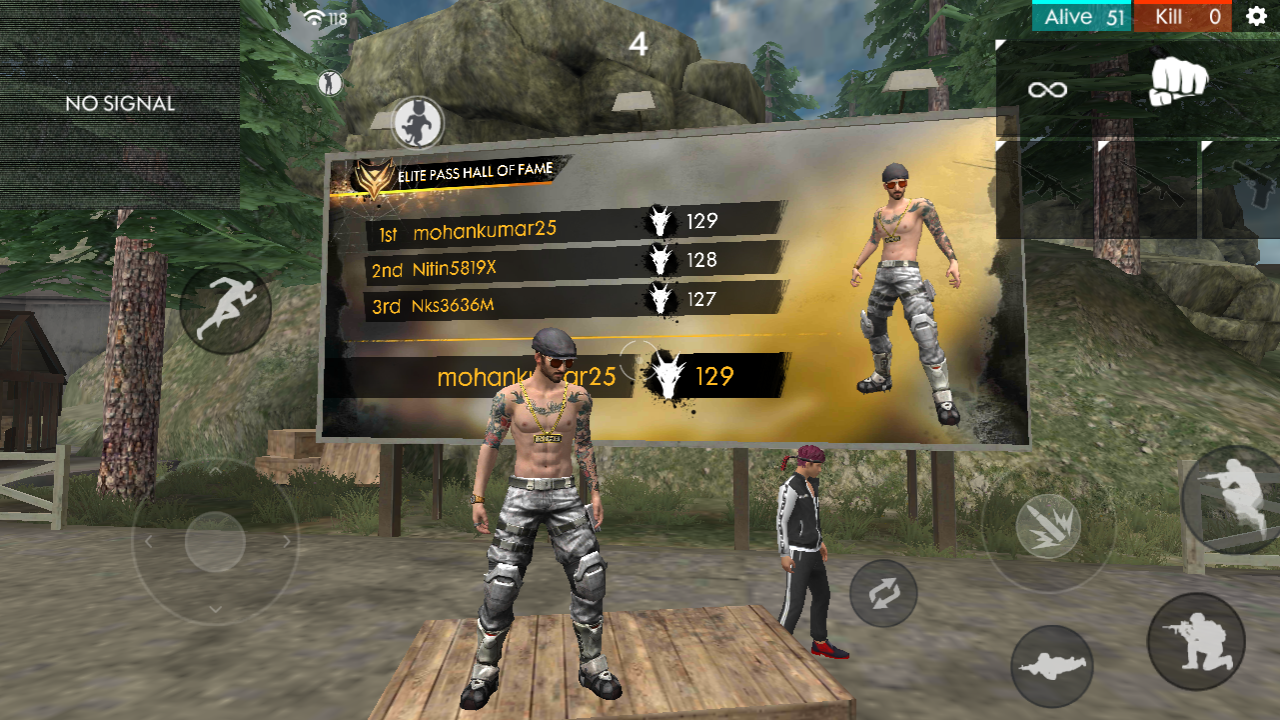 118
4
Alive 51 Kill 0
NO SIGNAL
ELITE PASS HALL OF FAME
1st mohankumar25 129
2nd Nitin5819X 128
3rd Nks3636M 127
ar25 129